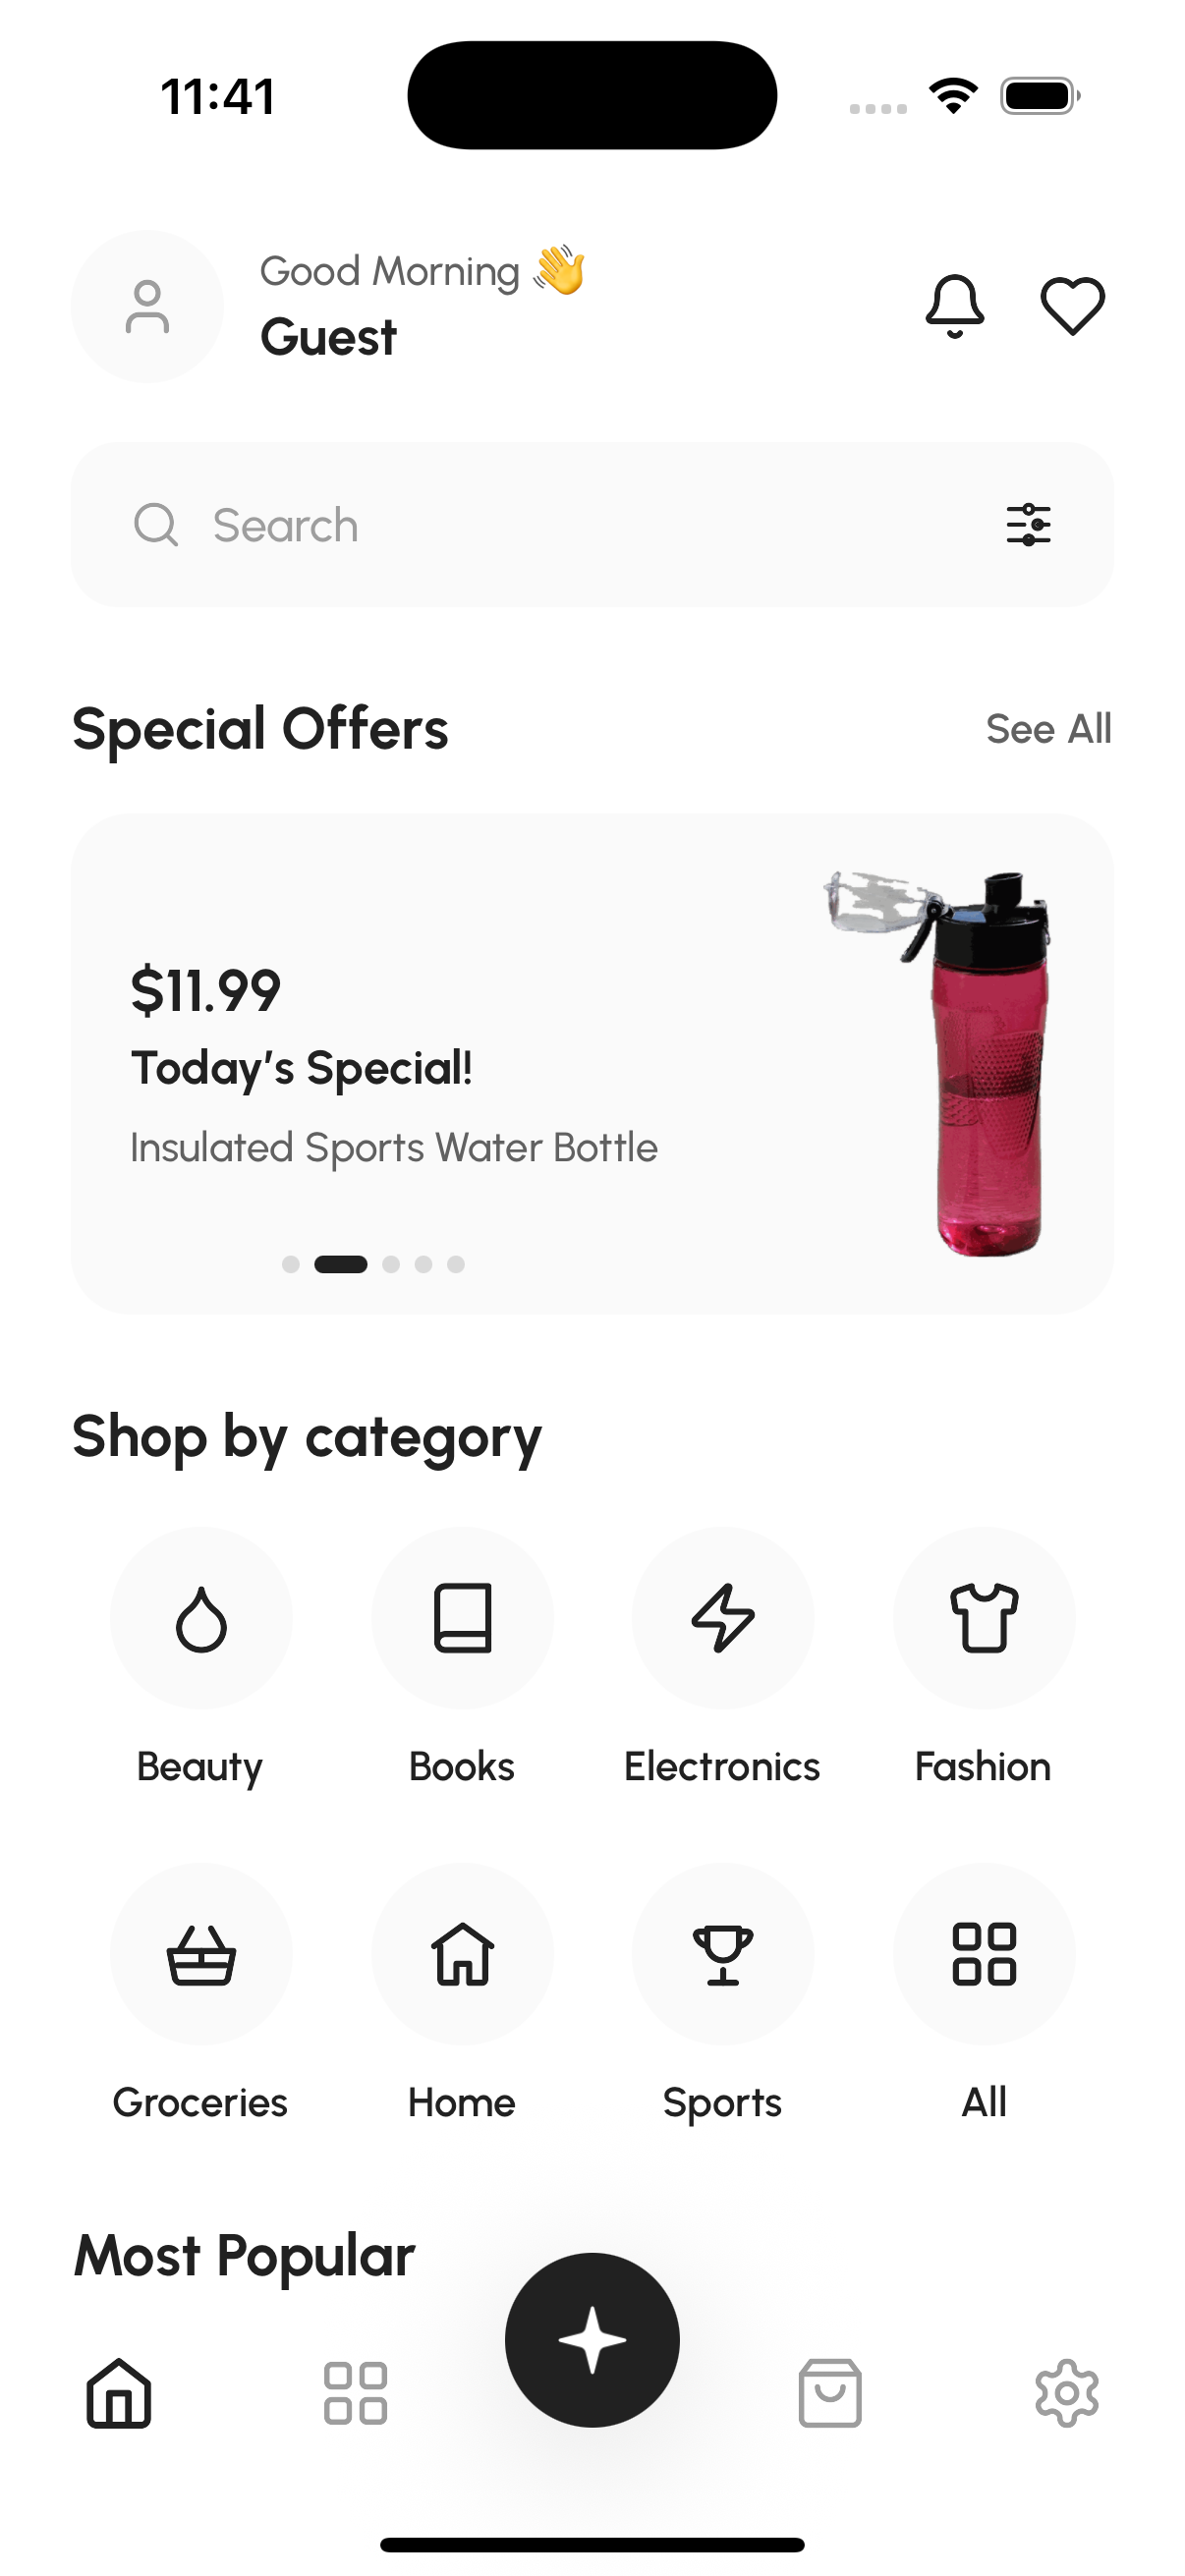 11:41
Good Morning 👋
Guest
Search
Special Offers
See All
$11.99
Today’s Special!
Insulated Sports Water Bottle
Shop by category
Beauty
Books
Electronics
Fashion
Groceries
Home
Sports
All
Most Popular